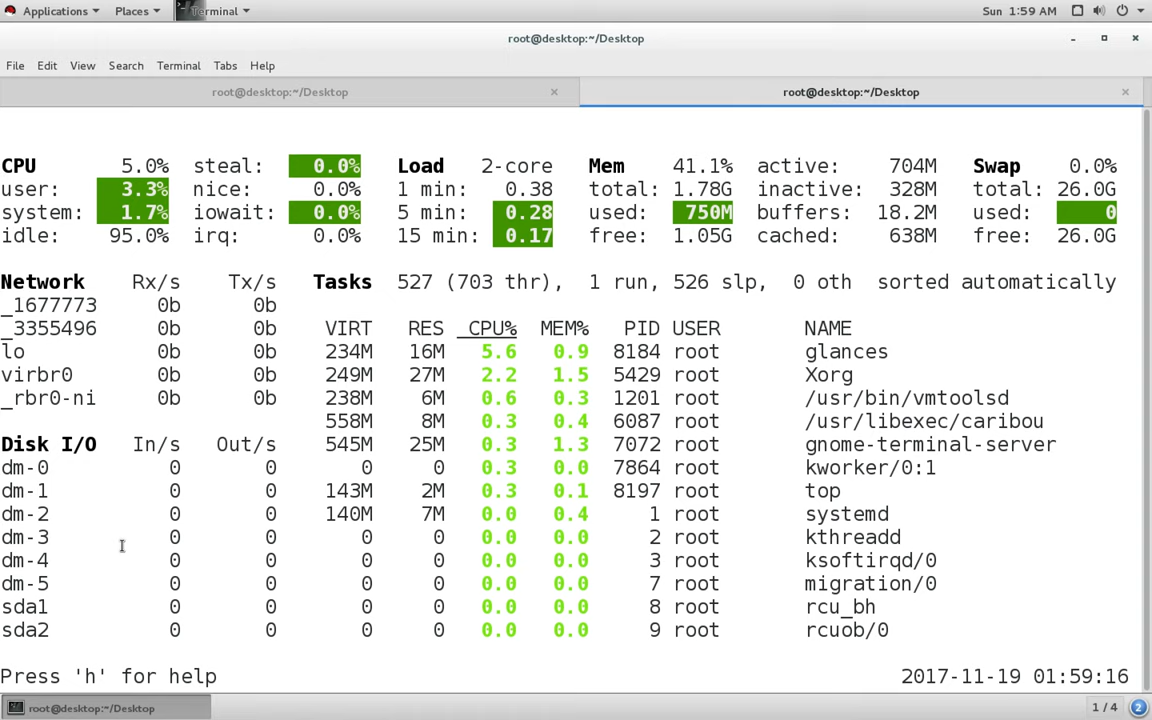 Applications Places Terminal Sun 1:59 AM
root@desktop:~/Desktop
File Edit View Search Terminal Tabs Help
root@desktop:~/Desktop root@desktop:~/Desktop
CPU 5.0% steal: 0.0% Load 2-core Mem 41.1% active: 704M Swap 0.0%
user: 3.3% nice: 0.0% 1 min: 0.38 total: 1.78G inactive: 328M total: 26.0G
system: 1.7% iowait: 0.0% 5 min: 0.28 used: 750M buffers: 18.2M used: 0
idle: 95.0% irq: 0.0% 15 min: 0.17 free: 1.05G cached: 638M free: 26.0G
Network Rx/s Tx/s Tasks 527 (703 thr), 1 run, 526 slp, 0 oth sorted automatically
_1677773 0b 0b
_3355496 0b 0b VIRT RES CPU% MEM% PID USER NAME
lo 0b 0b 234M 16M 5.6 0.9 8184 root glances
virbr0 0b 0b 249M 27M 2.2 1.5 5429 root Xorg
_rbr0-ni 0b 0b 238M 6M 0.6 0.3 1201 root /usr/bin/vmtoolsd
558M 8M 0.3 0.4 6087 root /usr/libexec/caribou
Disk I/O In/s Out/s 545M 25M 0.3 1.3 7072 root gnome-terminal-server
dm-0 0 0 0 0 0.3 0.0 7864 root kworker/0:1
dm-1 0 0 143M 2M 0.3 0.1 8197 root top
dm-2 0 0 140M 7M 0.0 0.4 1 root systemd
dm-3 0 0 0 0 0.0 0.0 2 root kthreadd
dm-4 0 0 0 0 0.0 0.0 3 root ksoftirqd/0
dm-5 0 0 0 0 0.0 0.0 7 root migration/0
sda1 0 0 0 0 0.0 0.0 8 root rcu_bh
sda2 0 0 0 0 0.0 0.0 9 root rcuob/0
Press 'h' for help 2017-11-19 01:59:16
root@desktop:~/Desktop 1 / 4 2